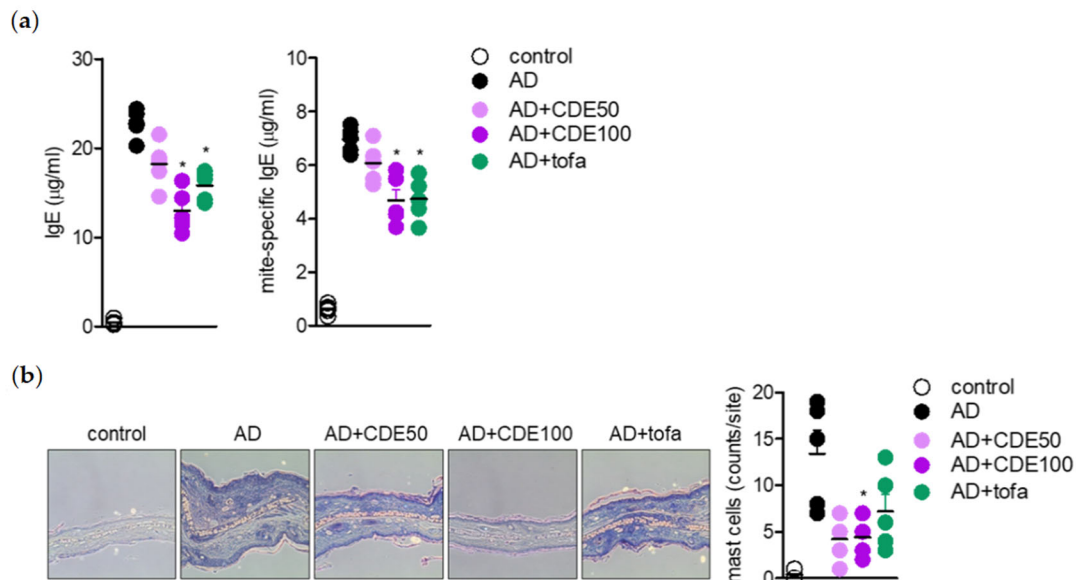 (a)
IgE (μg/ml)
30
20
10
0
*
*
mite-specific IgE (μg/ml)
10
8
6
4
2
0
*
*
control
AD
AD+CDE50
AD+CDE100
AD+tofa
(b)
control
AD
AD+CDE50
AD+CDE100
AD+tofa
mast cells (counts/site)
20
15
10
5
0
*
control
AD
AD+CDE50
AD+CDE100
AD+tofa